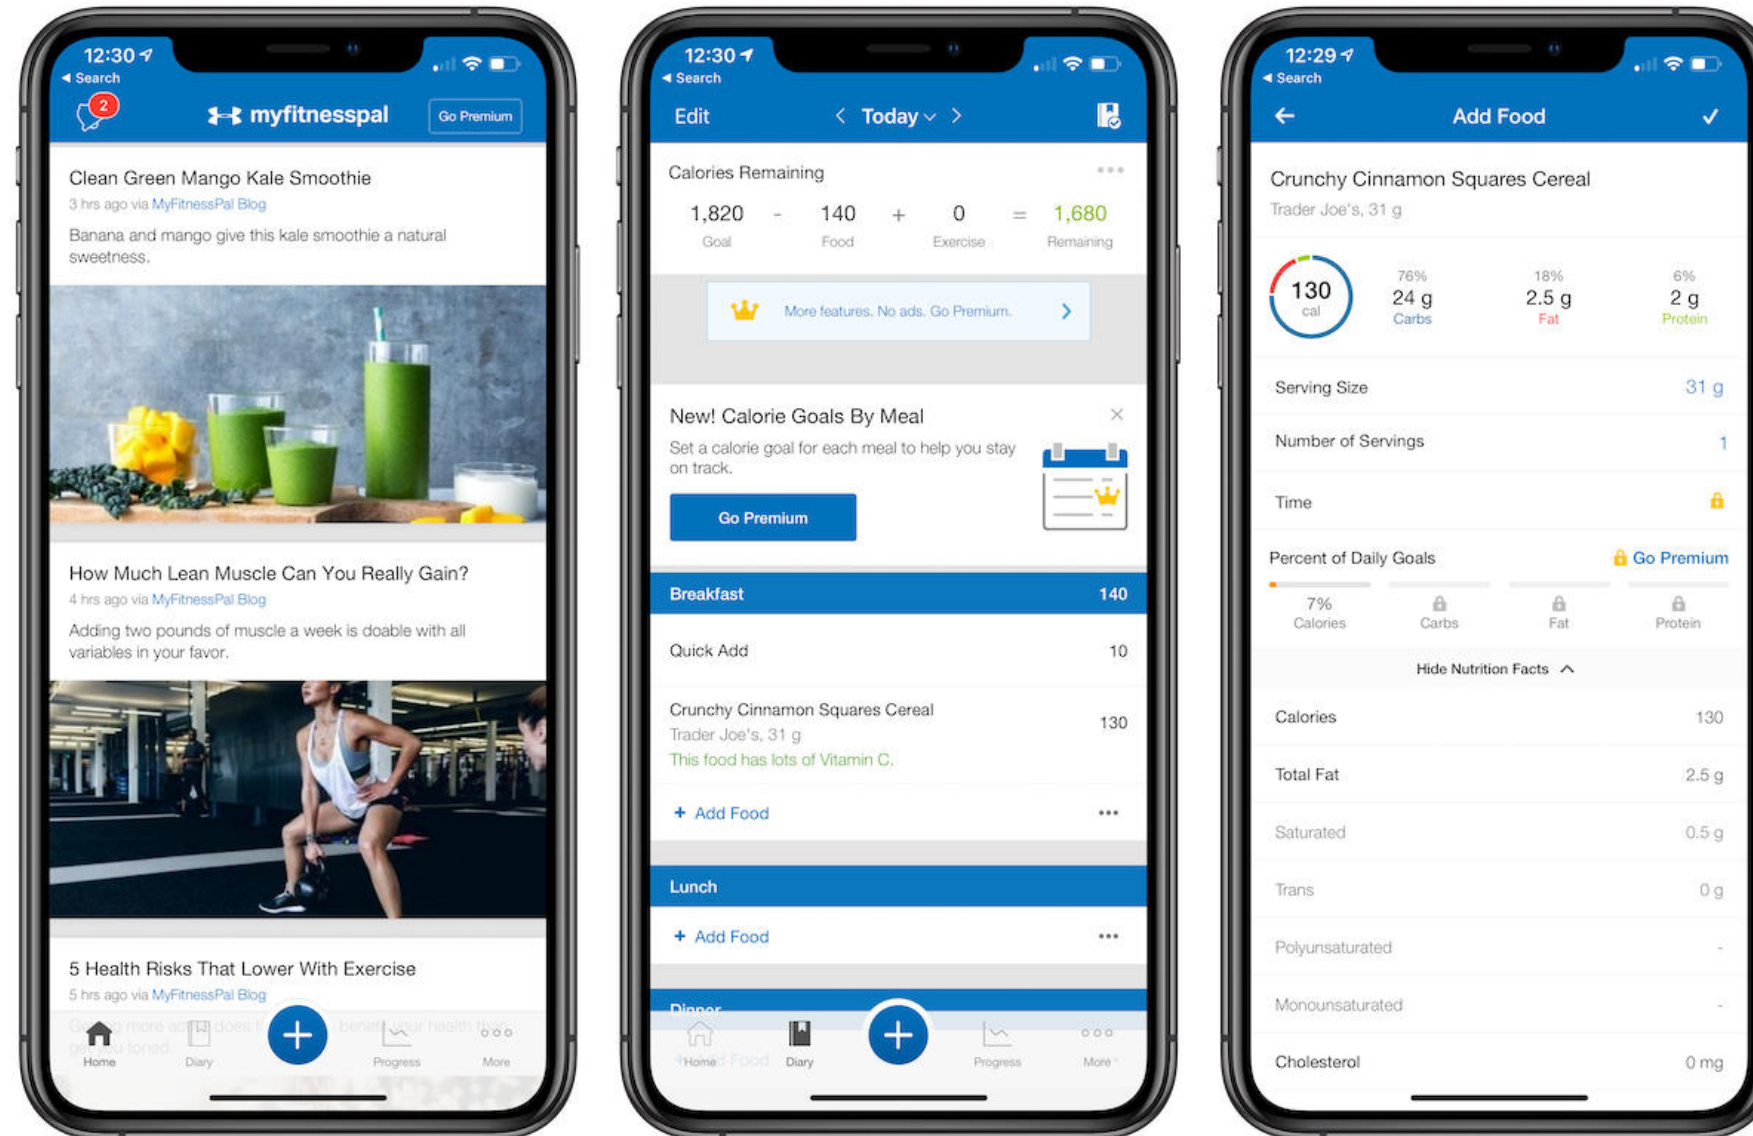 12:30
Search
2
myfitnesspal
Go Premium
Clean Green Mango Kale Smoothie
3 hrs ago via MyFitnessPal Blog
Banana and mango give this kale smoothie a natural
sweetness.
How Much Lean Muscle Can You Really Gain?
4 hrs ago via MyFitnessPal Blog
Adding two pounds of muscle a week is doable with all
variables in your favor.
5 Health Risks That Lower With Exercise
5 hrs ago via MyFitnessPal Blog
get you toned.
Home
Diary
+
Progress
More
12:30
Search
Edit
< Today >
Calories Remaining
1,820 - 140 + 0 = 1,680
Goal Food Exercise Remaining
More features. No ads. Go Premium.
New! Calorie Goals By Meal
Set a calorie goal for each meal to help you stay
on track.
Go Premium
Breakfast 140
Quick Add 10
Crunchy Cinnamon Squares Cereal 130
Trader Joe's, 31 g
This food has lots of Vitamin C.
+ Add Food
Lunch
+ Add Food
Dinner
+ Add Food
Home
Diary
+
Progress
More
12:29
Search
Add Food
Crunchy Cinnamon Squares Cereal
Trader Joe's, 31 g
130
cal
76% 18% 6%
24 g 2.5 g 2 g
Carbs Fat Protein
Serving Size 31 g
Number of Servings 1
Time
Percent of Daily Goals Go Premium
7%
Calories Carbs Fat Protein
Hide Nutrition Facts
Calories 130
Total Fat 2.5 g
Saturated 0.5 g
Trans 0 g
Polyunsaturated -
Monounsaturated -
Cholesterol 0 mg